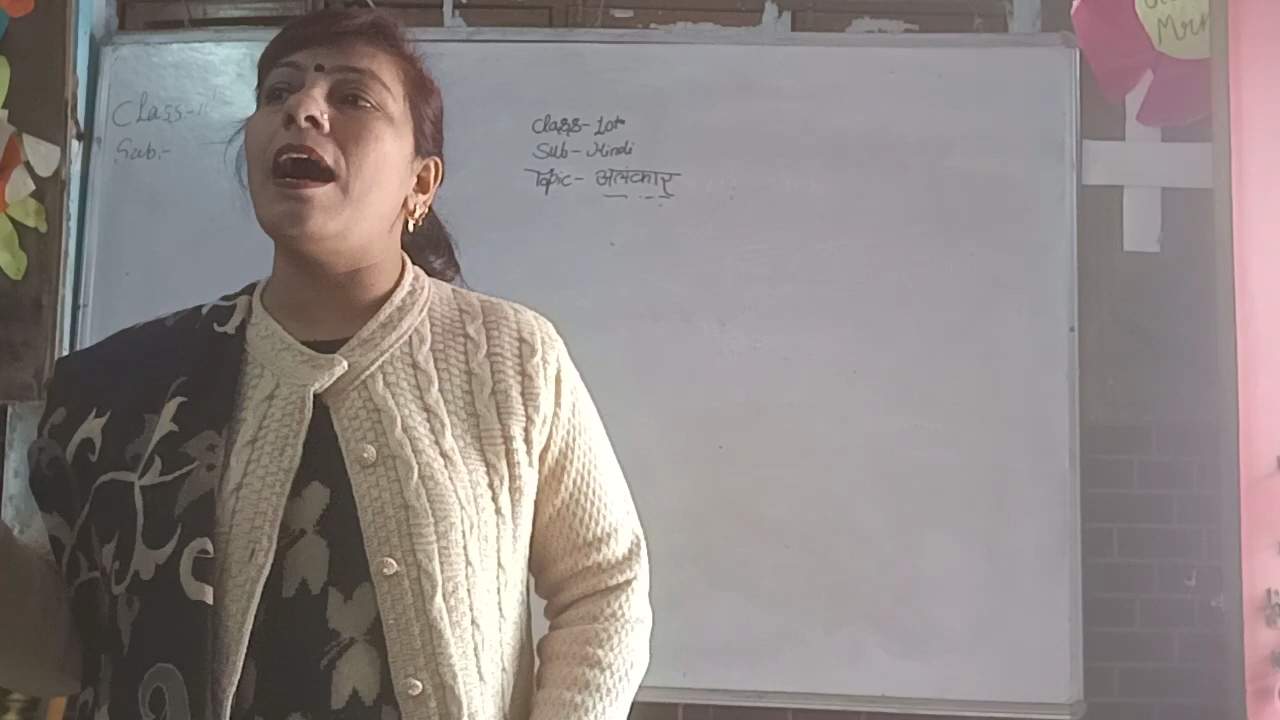 Class-
Sub:-
Class- 10th
Sub - Hindi
Topic - अलंकार